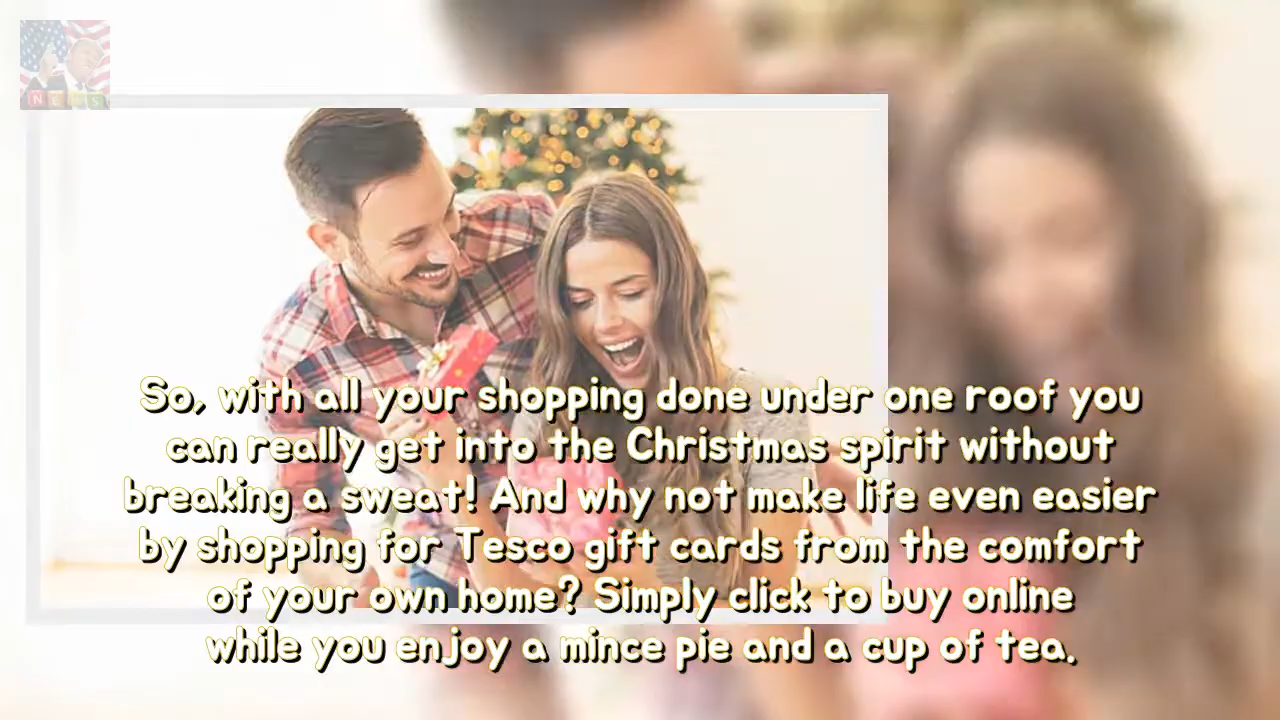 NEWS
So, with all your shopping done under one roof you
can really get into the Christmas spirit without
breaking a sweat! And why not make life even easier
by shopping for Tesco gift cards from the comfort
of your own home? Simply click to buy online
while you enjoy a mince pie and a cup of tea.